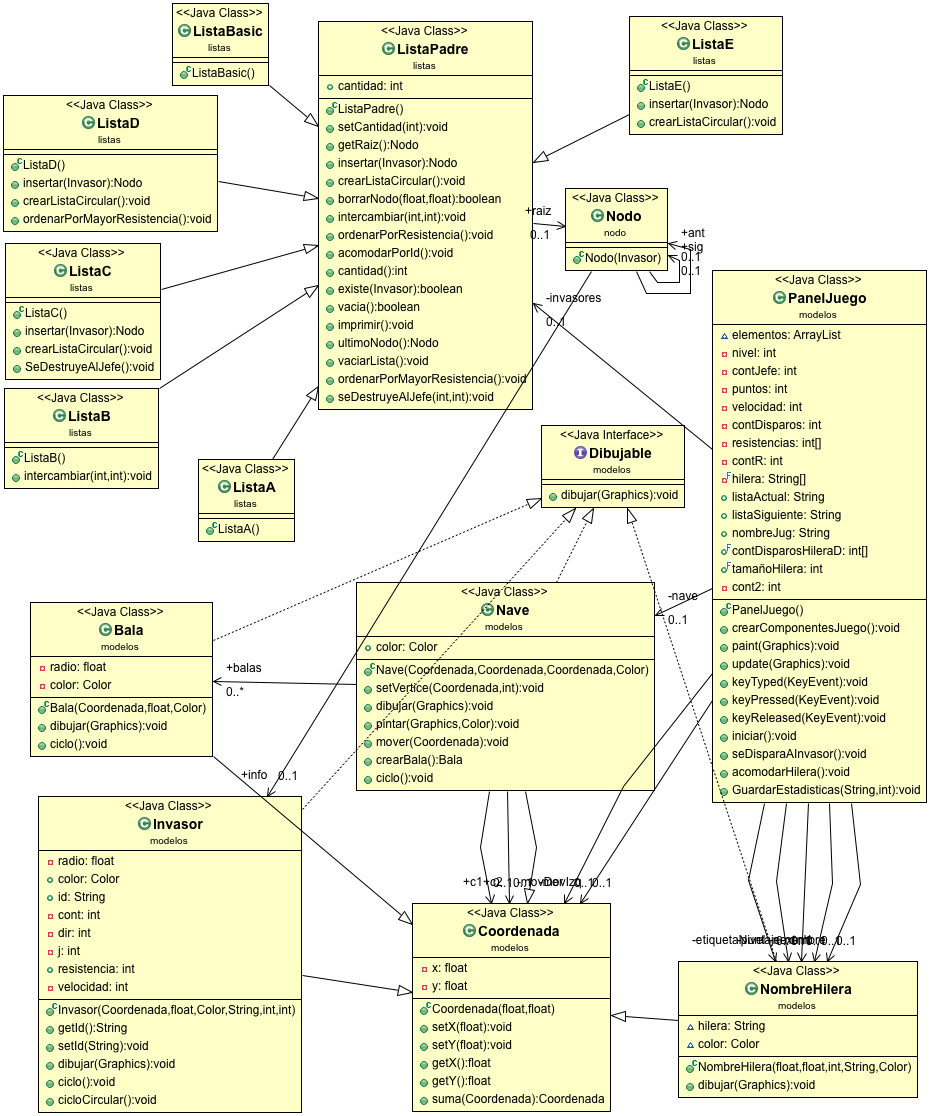 <<Java Class>>
ListaBasic
listas
ListaBasic()
<<Java Class>>
ListaPadre
listas
cantidad: int
ListaPadre()
setCantidad(int):void
getRaiz():Nodo
insertar(Invasor):Nodo
crearListaCircular():void
borrarNodo(float,float):boolean
intercambiar(int,int):void
ordenarPorResistencia():void
acomodarPorId():void
cantidad():int
existe(Invasor):boolean
vacia():boolean
imprimir():void
ultimoNodo():Nodo
vaciarLista():void
ordenarPorMayorResistencia():void
seDestruyeAlJefe(int,int):void
<<Java Class>>
ListaE
listas
ListaE()
insertar(Invasor):Nodo
crearListaCircular():void
<<Java Class>>
ListaD
listas
ListaD()
insertar(Invasor):Nodo
crearListaCircular():void
ordenarPorMayorResistencia():void
<<Java Class>>
ListaC
listas
ListaC()
insertar(Invasor):Nodo
crearListaCircular():void
SeDestruyeAlJefe():void
<<Java Class>>
ListaB
listas
ListaB()
intercambiar(int,int):void
<<Java Class>>
ListaA
listas
ListaA()
+raiz
0..1
<<Java Class>>
Nodo
nodo
Nodo(Invasor)
+ant
+sig
0..1
0..1
-invasores
0..1
<<Java Class>>
PanelJuego
modelos
elementos: ArrayList
nivel: int
contJefe: int
puntos: int
velocidad: int
contDisparos: int
resistencias: int[]
contR: int
hilera: String[]
listaActual: String
listaSiguiente: String
nombreJug: String
contDisparosHileraD: int[]
tamañoHilera: int
cont2: int
PanelJuego()
crearComponentesJuego():void
paint(Graphics):void
update(Graphics):void
keyTyped(KeyEvent):void
keyPressed(KeyEvent):void
keyReleased(KeyEvent):void
iniciar():void
seDisparaAInvasor():void
acomodarHilera():void
GuardarEstadisticas(String,int):void
<<Java Interface>>
Dibujable
modelos
dibujar(Graphics):void
<<Java Class>>
Bala
modelos
radio: float
color: Color
Bala(Coordenada,float,Color)
dibujar(Graphics):void
ciclo():void
+balas
0..*
<<Java Class>>
Nave
modelos
color: Color
Nave(Coordenada,Coordenada,Coordenada,Color)
setVertice(Coordenada,int):void
dibujar(Graphics):void
pintar(Graphics,Color):void
mover(Coordenada):void
crearBala():Bala
ciclo():void
-nave
0..1
+info
0..1
<<Java Class>>
Invasor
modelos
radio: float
color: Color
id: String
cont: int
dir: int
j: int
resistencia: int
velocidad: int
Invasor(Coordenada,float,Color,String,int,int)
getId():String
setId(String):void
dibujar(Graphics):void
ciclo():void
cicloCircular():void
+c1
<<Java Class>>
Coordenada
modelos
x: float
y: float
Coordenada(float,float)
setX(float):void
setY(float):void
getX():float
getY():float
suma(Coordenada):Coordenada
0..1
<<Java Class>>
NombreHilera
modelos
hilera: String
color: Color
NombreHilera(float,float,int,String,Color)
dibujar(Graphics):void